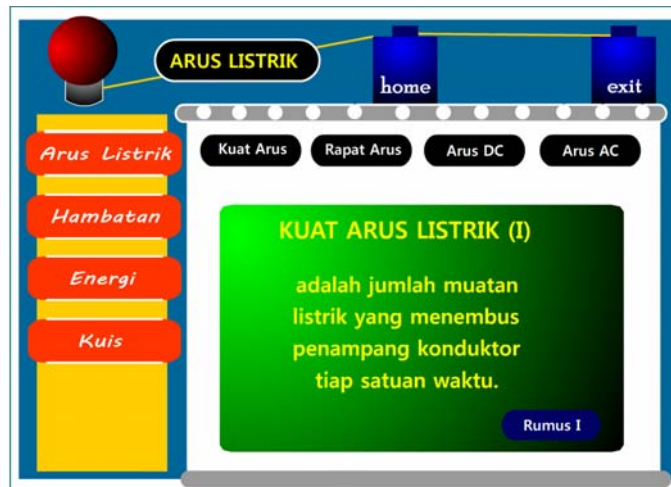 ARUS LISTRIK
home
exit
Arus Listrik
Hambatan
Energi
Kuis
Kuat Arus
Rapat Arus
Arus DC
Arus AC
KUAT ARUS LISTRIK (I)
adalah jumlah muatan
listrik yang menembus
penampang konduktor
tiap satuan waktu.
Rumus I